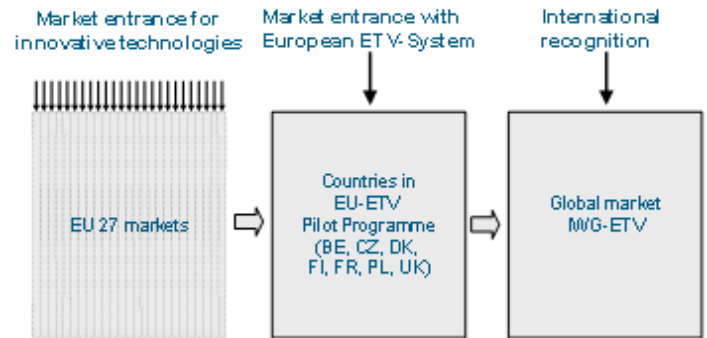 Market entrance for
innovative technologies
Market entrance with
European ETV-System
International
recognition
EU 27 markets
Countries in
EU-ETV
Pilot Programme
(BE, CZ, DK,
FI, FR, PL, UK)
Global market
IWG-ETV